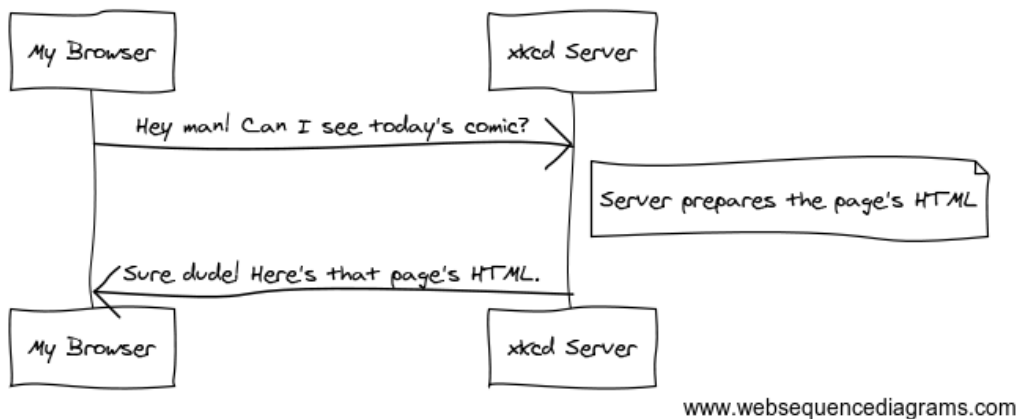 My Browser
xkcd Server
Hey man! Can I see today's comic?
Server prepares the page's HTML
Sure dude! Here's that page's HTML.
My Browser
xkcd Server
www.websequencediagrams.com